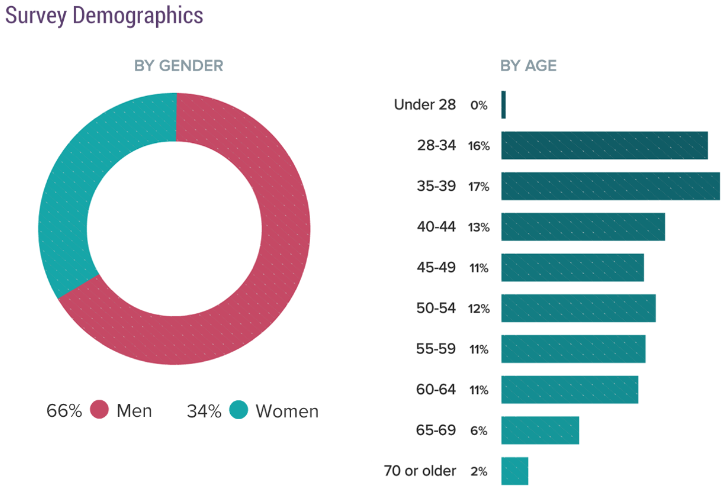 Survey Demographics
BY GENDER
66% Men 34% Women
BY AGE
Under 28 0%
28-34 16%
35-39 17%
40-44 13%
45-49 11%
50-54 12%
55-59 11%
60-64 11%
65-69 6%
70 or older 2%